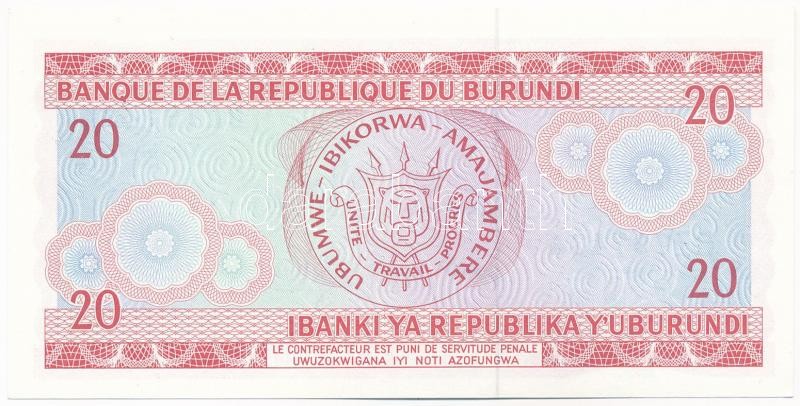 BANQUE DE LA REPUBLIQUE DU BURUNDI
20
20
UBUMWE - IBIKORWA - AMAJAMBERE
UNITE - TRAVAIL - PROGRES
20
20
IBANKI YA REPUBLIKA Y'UBURUNDI
LE CONTREFACTEUR EST PUNI DE SERVITUDE PENALE
UWUZOKWIGANA IYI NOTI AZOFUNGWA